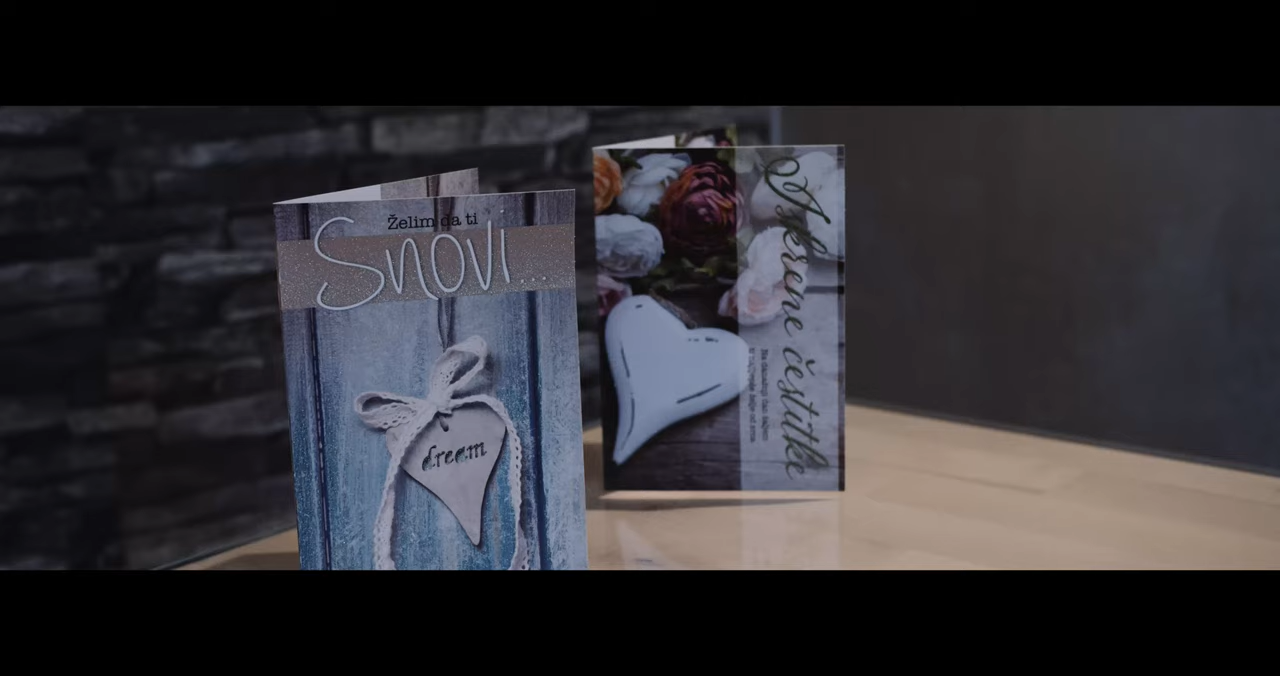 Želim da ti
Snovi...
dream
Iskrene čestitke